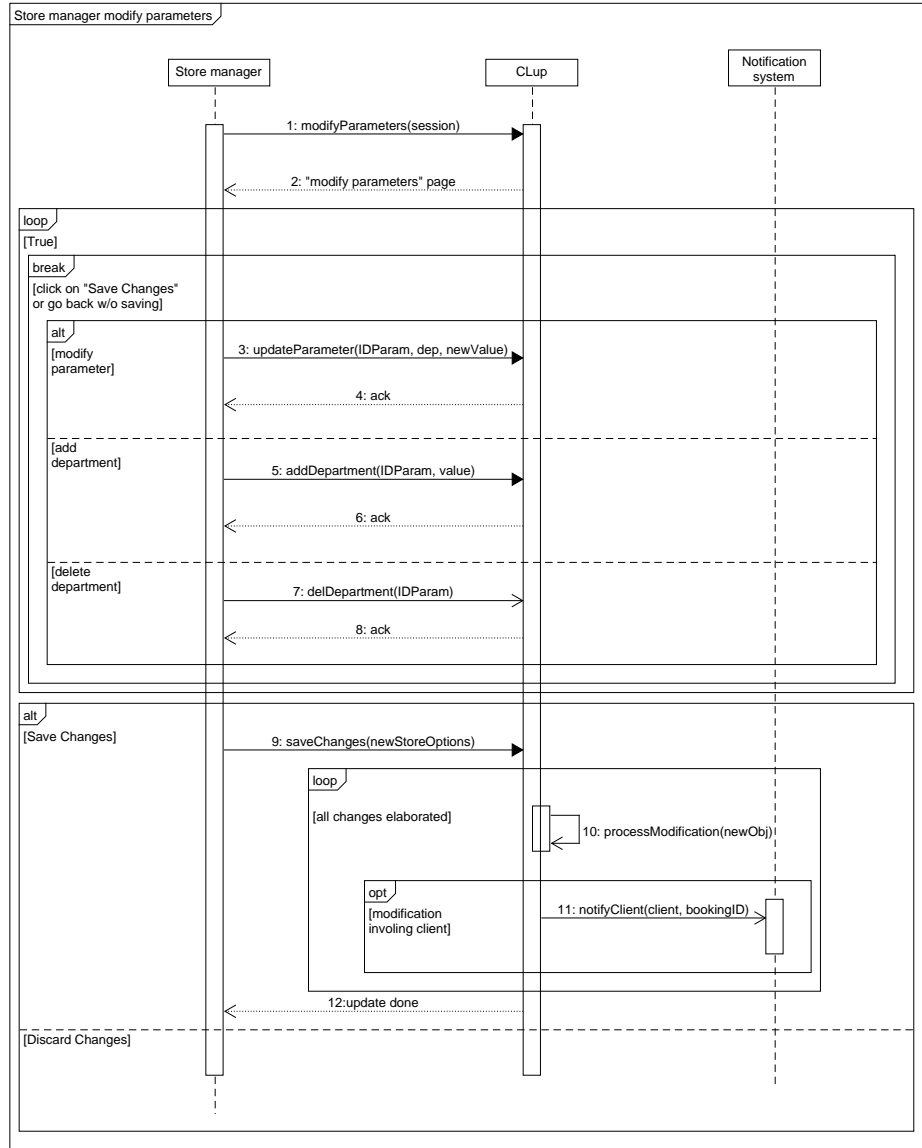 Store manager modify parameters
Store manager
CLup
Notification
system
1: modifyParameters(session)
2: "modify parameters" page
loop
[True]
break
[click on "Save Changes"
or go back w/o saving]
alt
[modify
parameter]
3: updateParameter(IDParam, dep, newValue)
4: ack
[add
department]
5: addDepartment(IDParam, value)
6: ack
[delete
department]
7: delDepartment(IDParam)
8: ack
alt
[Save Changes]
9: saveChanges(newStoreOptions)
loop
[all changes elaborated]
10: processModification(newObj)
opt
[modification
involing client]
11: notifyClient(client, bookingID)
12:update done
[Discard Changes]